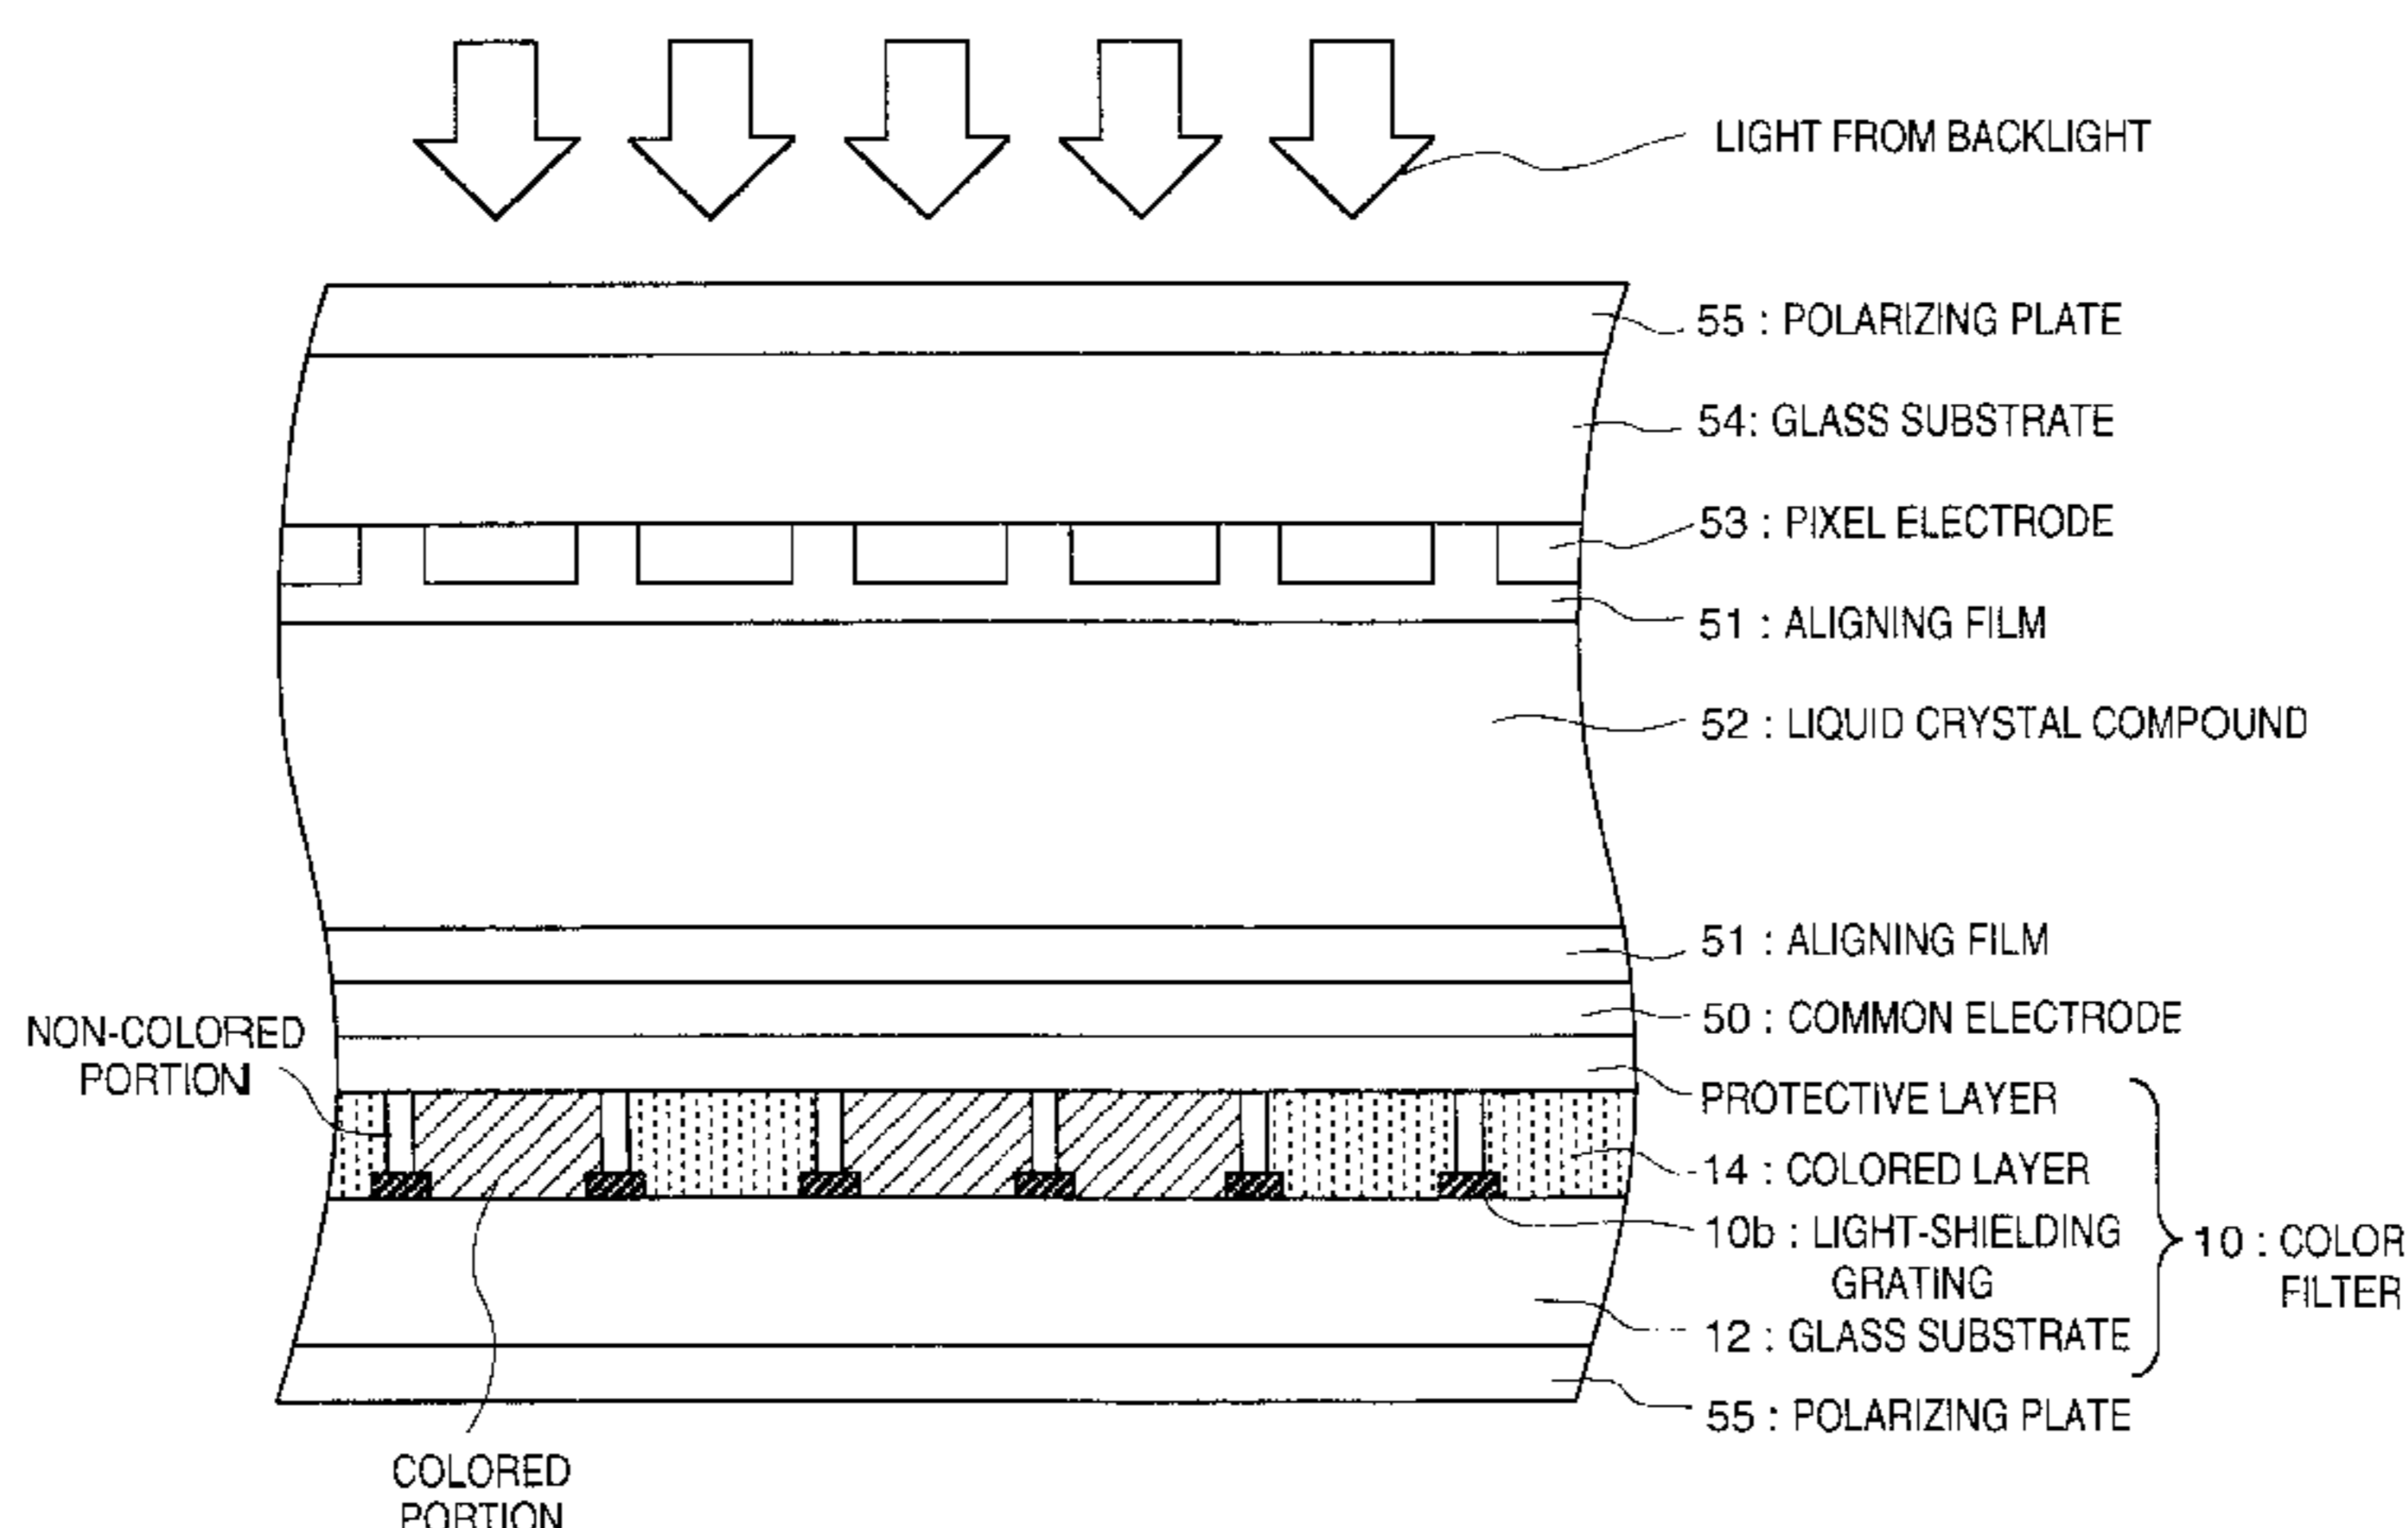 LIGHT FROM BACKLIGHT
55 : POLARIZING PLATE
54: GLASS SUBSTRATE
53 : PIXEL ELECTRODE
51 : ALIGNING FILM
52 : LIQUID CRYSTAL COMPOUND
51 : ALIGNING FILM
50 : COMMON ELECTRODE
NON-COLORED
PORTION
PROTECTIVE LAYER
14 : COLORED LAYER
10b : LIGHT-SHIELDING
GRATING
10 : COLOR
FILTER
12 : GLASS SUBSTRATE
55 : POLARIZING PLATE
COLORED
PORTION